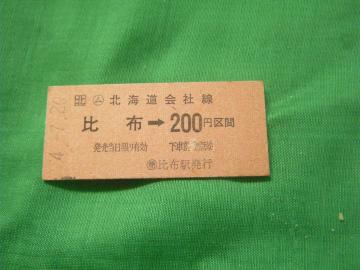 北海道会社線
比布→200円区間
発売当日限り有効 下車前途無効
比布駅発行